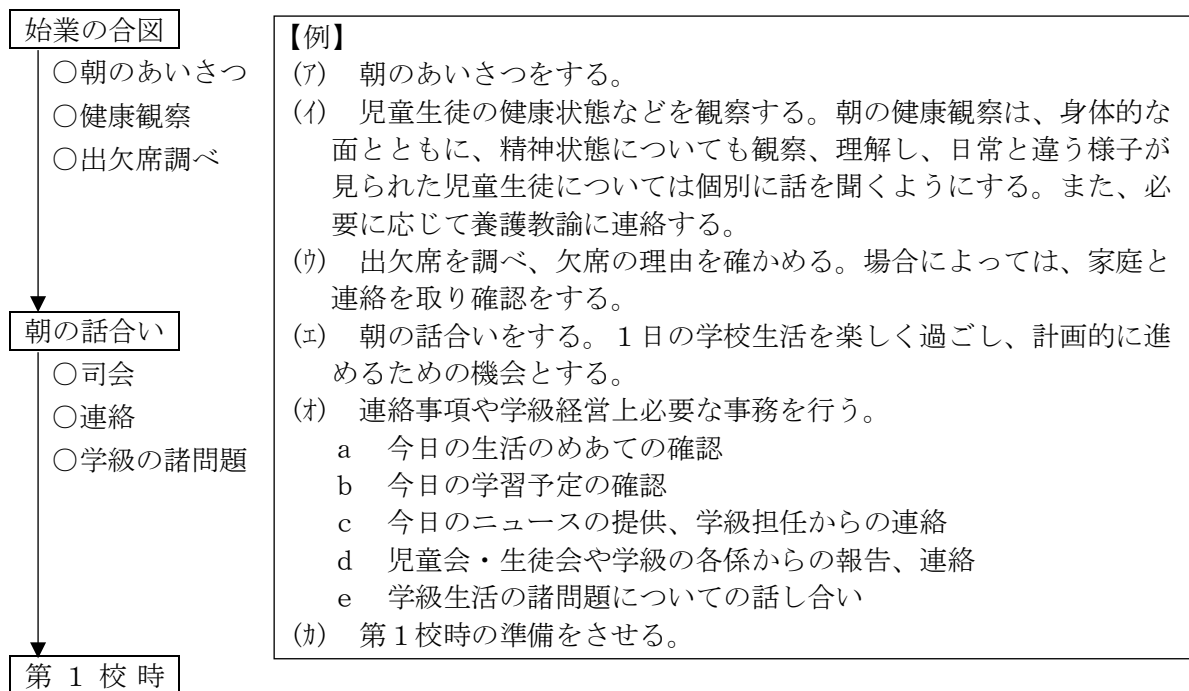 始業の合図
○朝のあいさつ
○健康観察
○出欠席調べ
朝の話合い
○司会
○連絡
○学級の諸問題
第１校時
【例】
㋐ 朝のあいさつをする。
㋑ 児童生徒の健康状態などを観察する。朝の健康観察は、身体的な
面とともに、精神状態についても観察、理解し、日常と違う様子が
見られた児童生徒については個別に話を聞くようにする。また、必
要に応じて養護教諭に連絡する。
(ｳ) 出欠席を調べ、欠席の理由を確かめる。場合によっては、家庭と
連絡を取り確認をする。
(ｴ) 朝の話合いをする。１日の学校生活を楽しく過ごし、計画的に進
めるための機会とする。
(ｵ) 連絡事項や学級経営上必要な事務を行う。
a 今日の生活のめあての確認
b 今日の学習予定の確認
c 今日のニュースの提供、学級担任からの連絡
d 児童会・生徒会や学級の各係からの報告、連絡
e 学級生活の諸問題についての話し合い
(ｶ) 第１校時の準備をさせる。